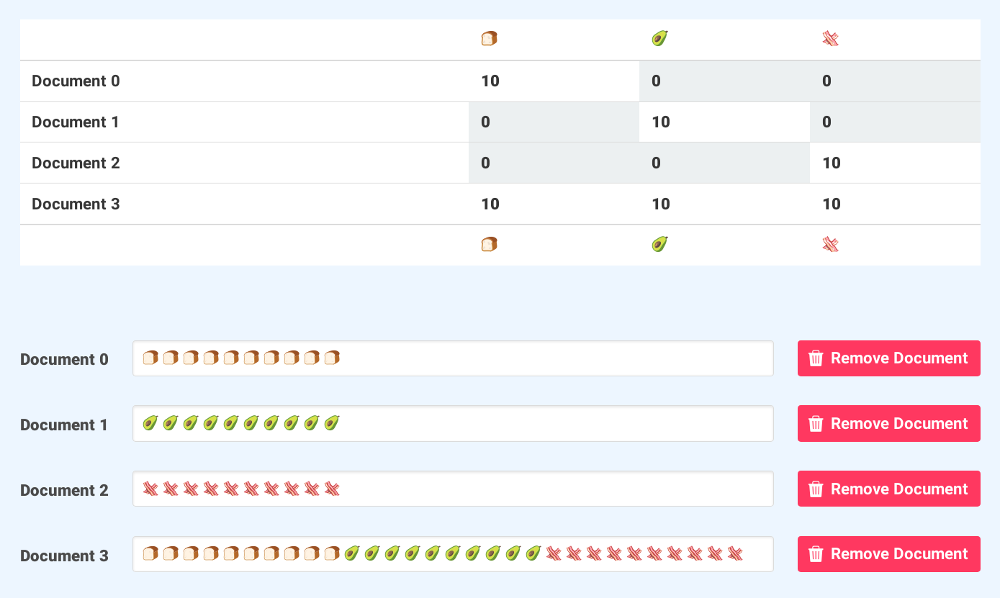 🍞 🥑 🥓
Document 0 10 0 0
Document 1 0 10 0
Document 2 0 0 10
Document 3 10 10 10
🍞 🥑 🥓
Document 0 🍞🍞🍞🍞🍞🍞🍞🍞🍞🍞 Remove Document
Document 1 🥑🥑🥑🥑🥑🥑🥑🥑🥑🥑 Remove Document
Document 2 🥓🥓🥓🥓🥓🥓🥓🥓🥓🥓 Remove Document
Document 3 🍞🍞🍞🍞🍞🍞🍞🍞🍞🍞🥑🥑🥑🥑🥑🥑🥑🥑🥑🥑🥓🥓🥓🥓🥓🥓🥓🥓🥓🥓 Remove Document